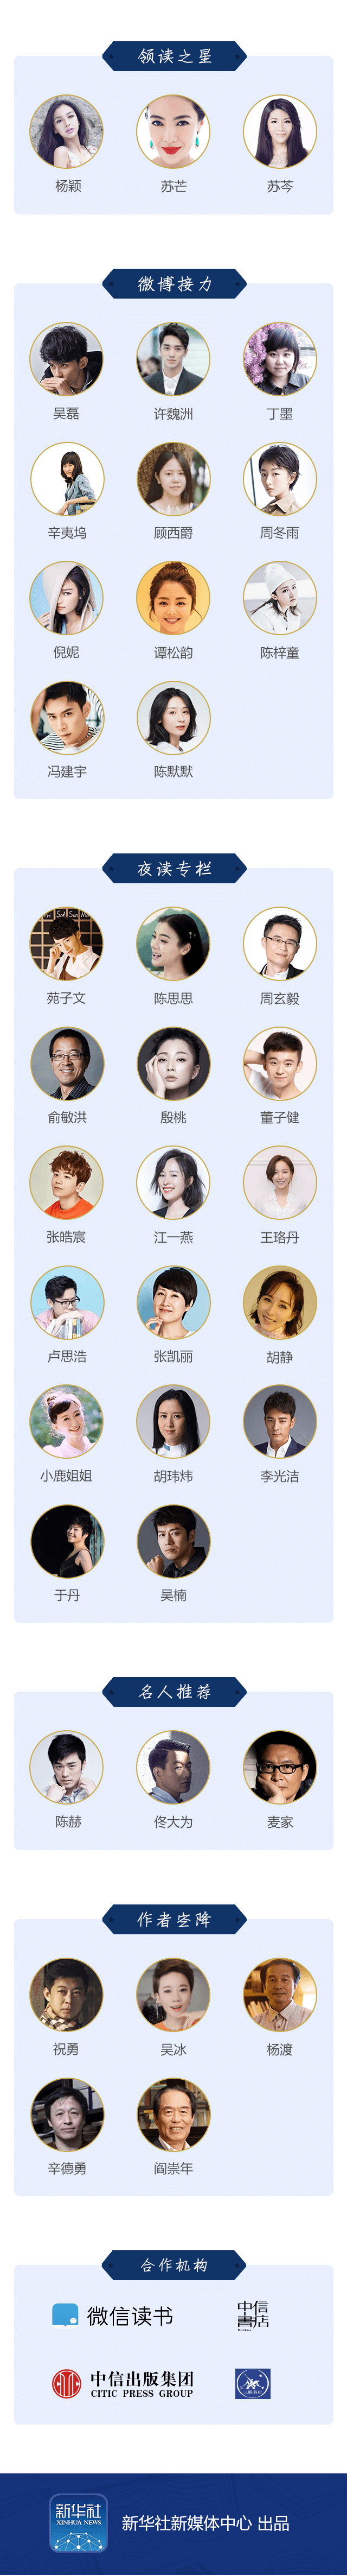 领读之星
杨颖 苏芒 苏芩
微博接力
吴磊 许魏洲 丁墨
辛夷坞 顾西爵 周冬雨
倪妮 谭松韵 陈梓童
冯建宇 陈默默
夜读专栏
苑子文 陈思思 周玄毅
俞敏洪 殷桃 董子健
张皓宸 江一燕 王珞丹
卢思浩 张凯丽 胡静
小鹿姐姐 胡玮炜 李光洁
于丹 吴楠
名人推荐
陈赫 佟大为 麦家
作者空降
祝勇 吴冰 杨渡
辛德勇 阎崇年
合作机构
微信读书 中信書店
中信出版集团
CITIC PRESS GROUP
新华社
XINHUA NEWS
新华社新媒体中心 出品